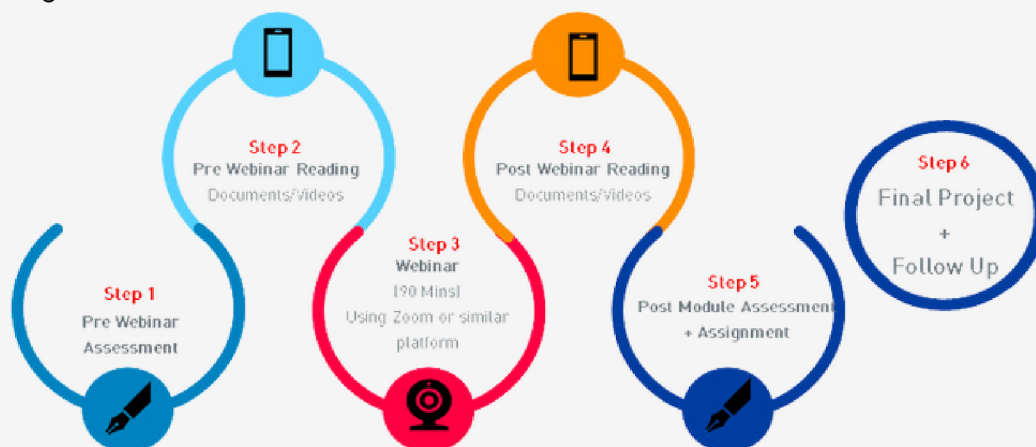 Step 1
Pre Webinar
Assessment
Step 2
Pre Webinar Reading
Documents/Videos
Step 3
Webinar
(90 Mins)
Using Zoom or similar
platform
Step 4
Post Webinar Reading
Documents/Videos
Step 5
Post Module Assessment
+ Assignment
Step 6
Final Project
+
Follow Up